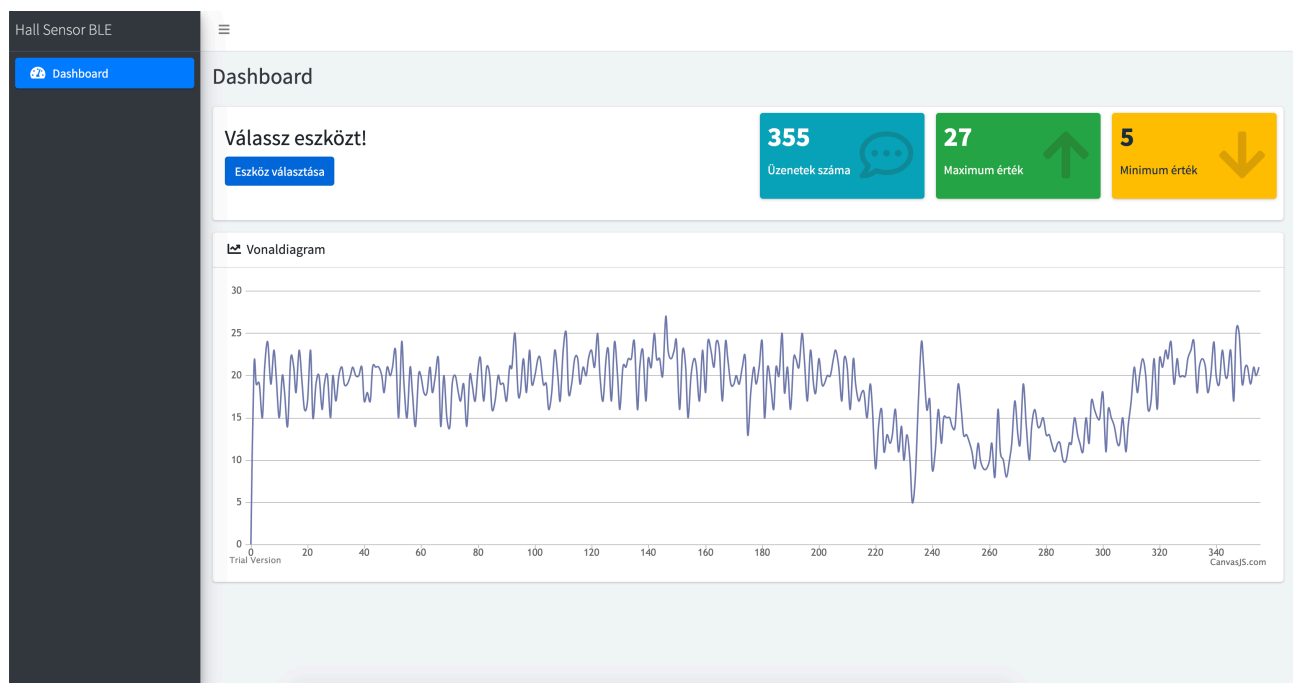 Hall Sensor BLE
Dashboard
Dashboard
Válassz eszközt!
Eszköz választása
355
Üzenetek száma
27
Maximum érték
5
Minimum érték
Vonaldiagram
30
25
20
15
10
5
0
0 20 40 60 80 100 120 140 160 180 200 220 240 260 280 300 320 340
Trial Version
CanvasJS.com